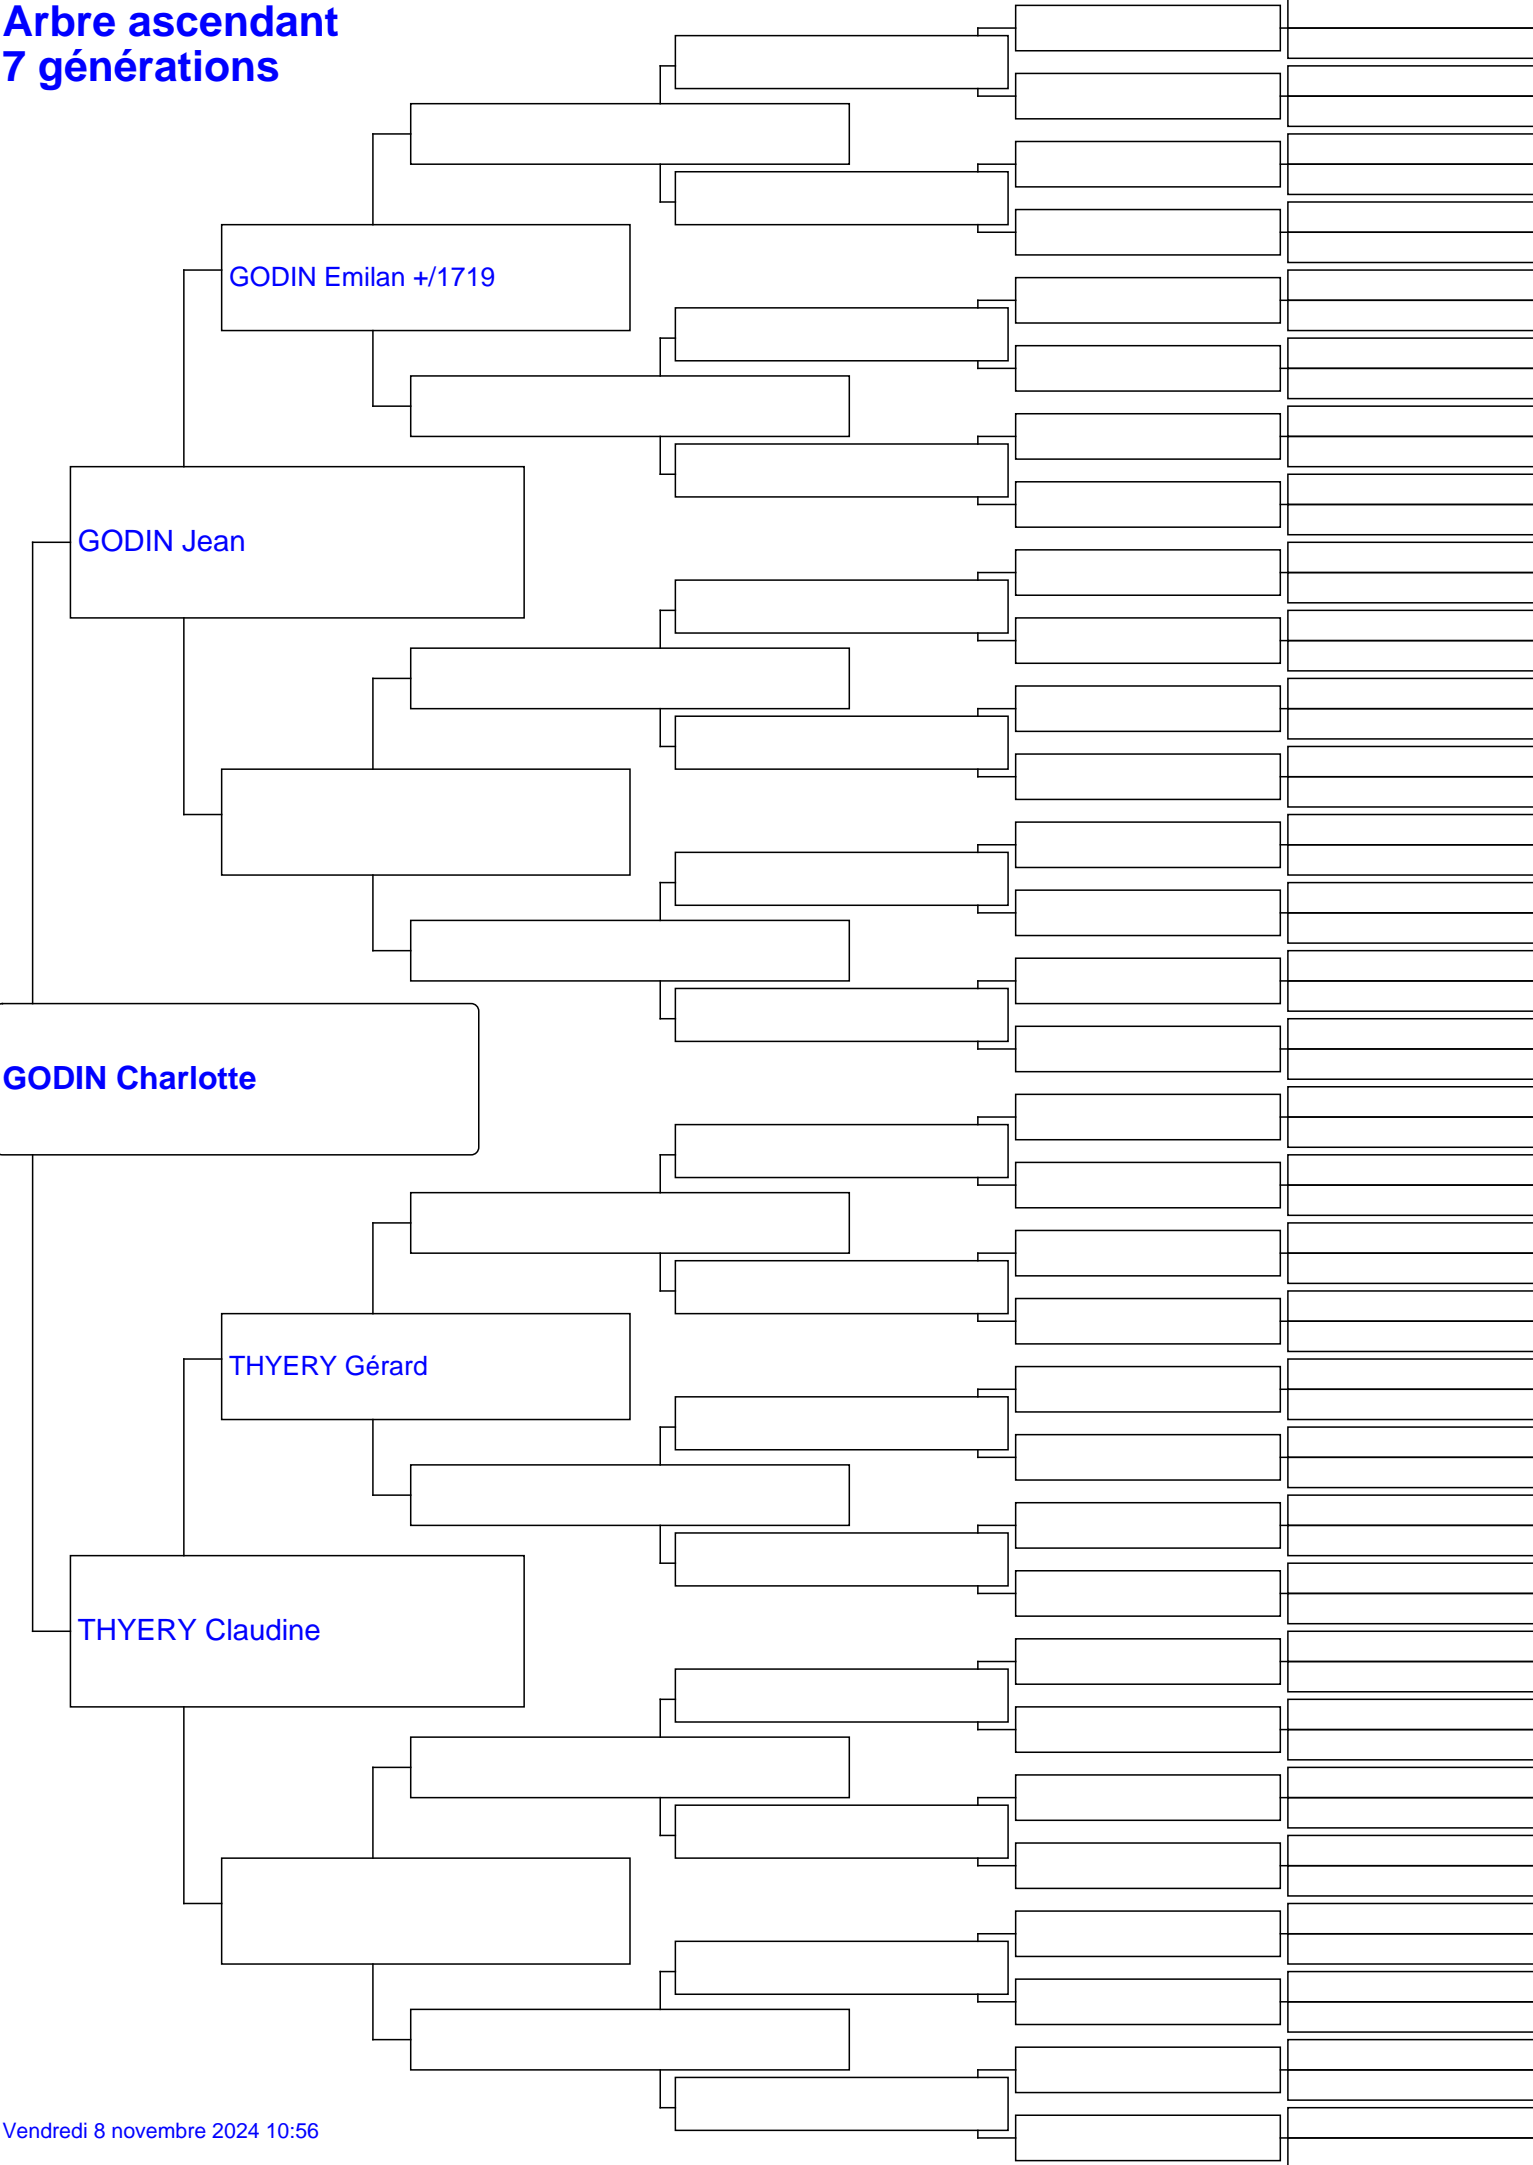 Arbre ascendant
7 générations
GODIN Emilan +/1719
GODIN Jean
GODIN Charlotte
THYERY Gérard
THYERY Claudine
Vendredi 8 novembre 2024 10:56